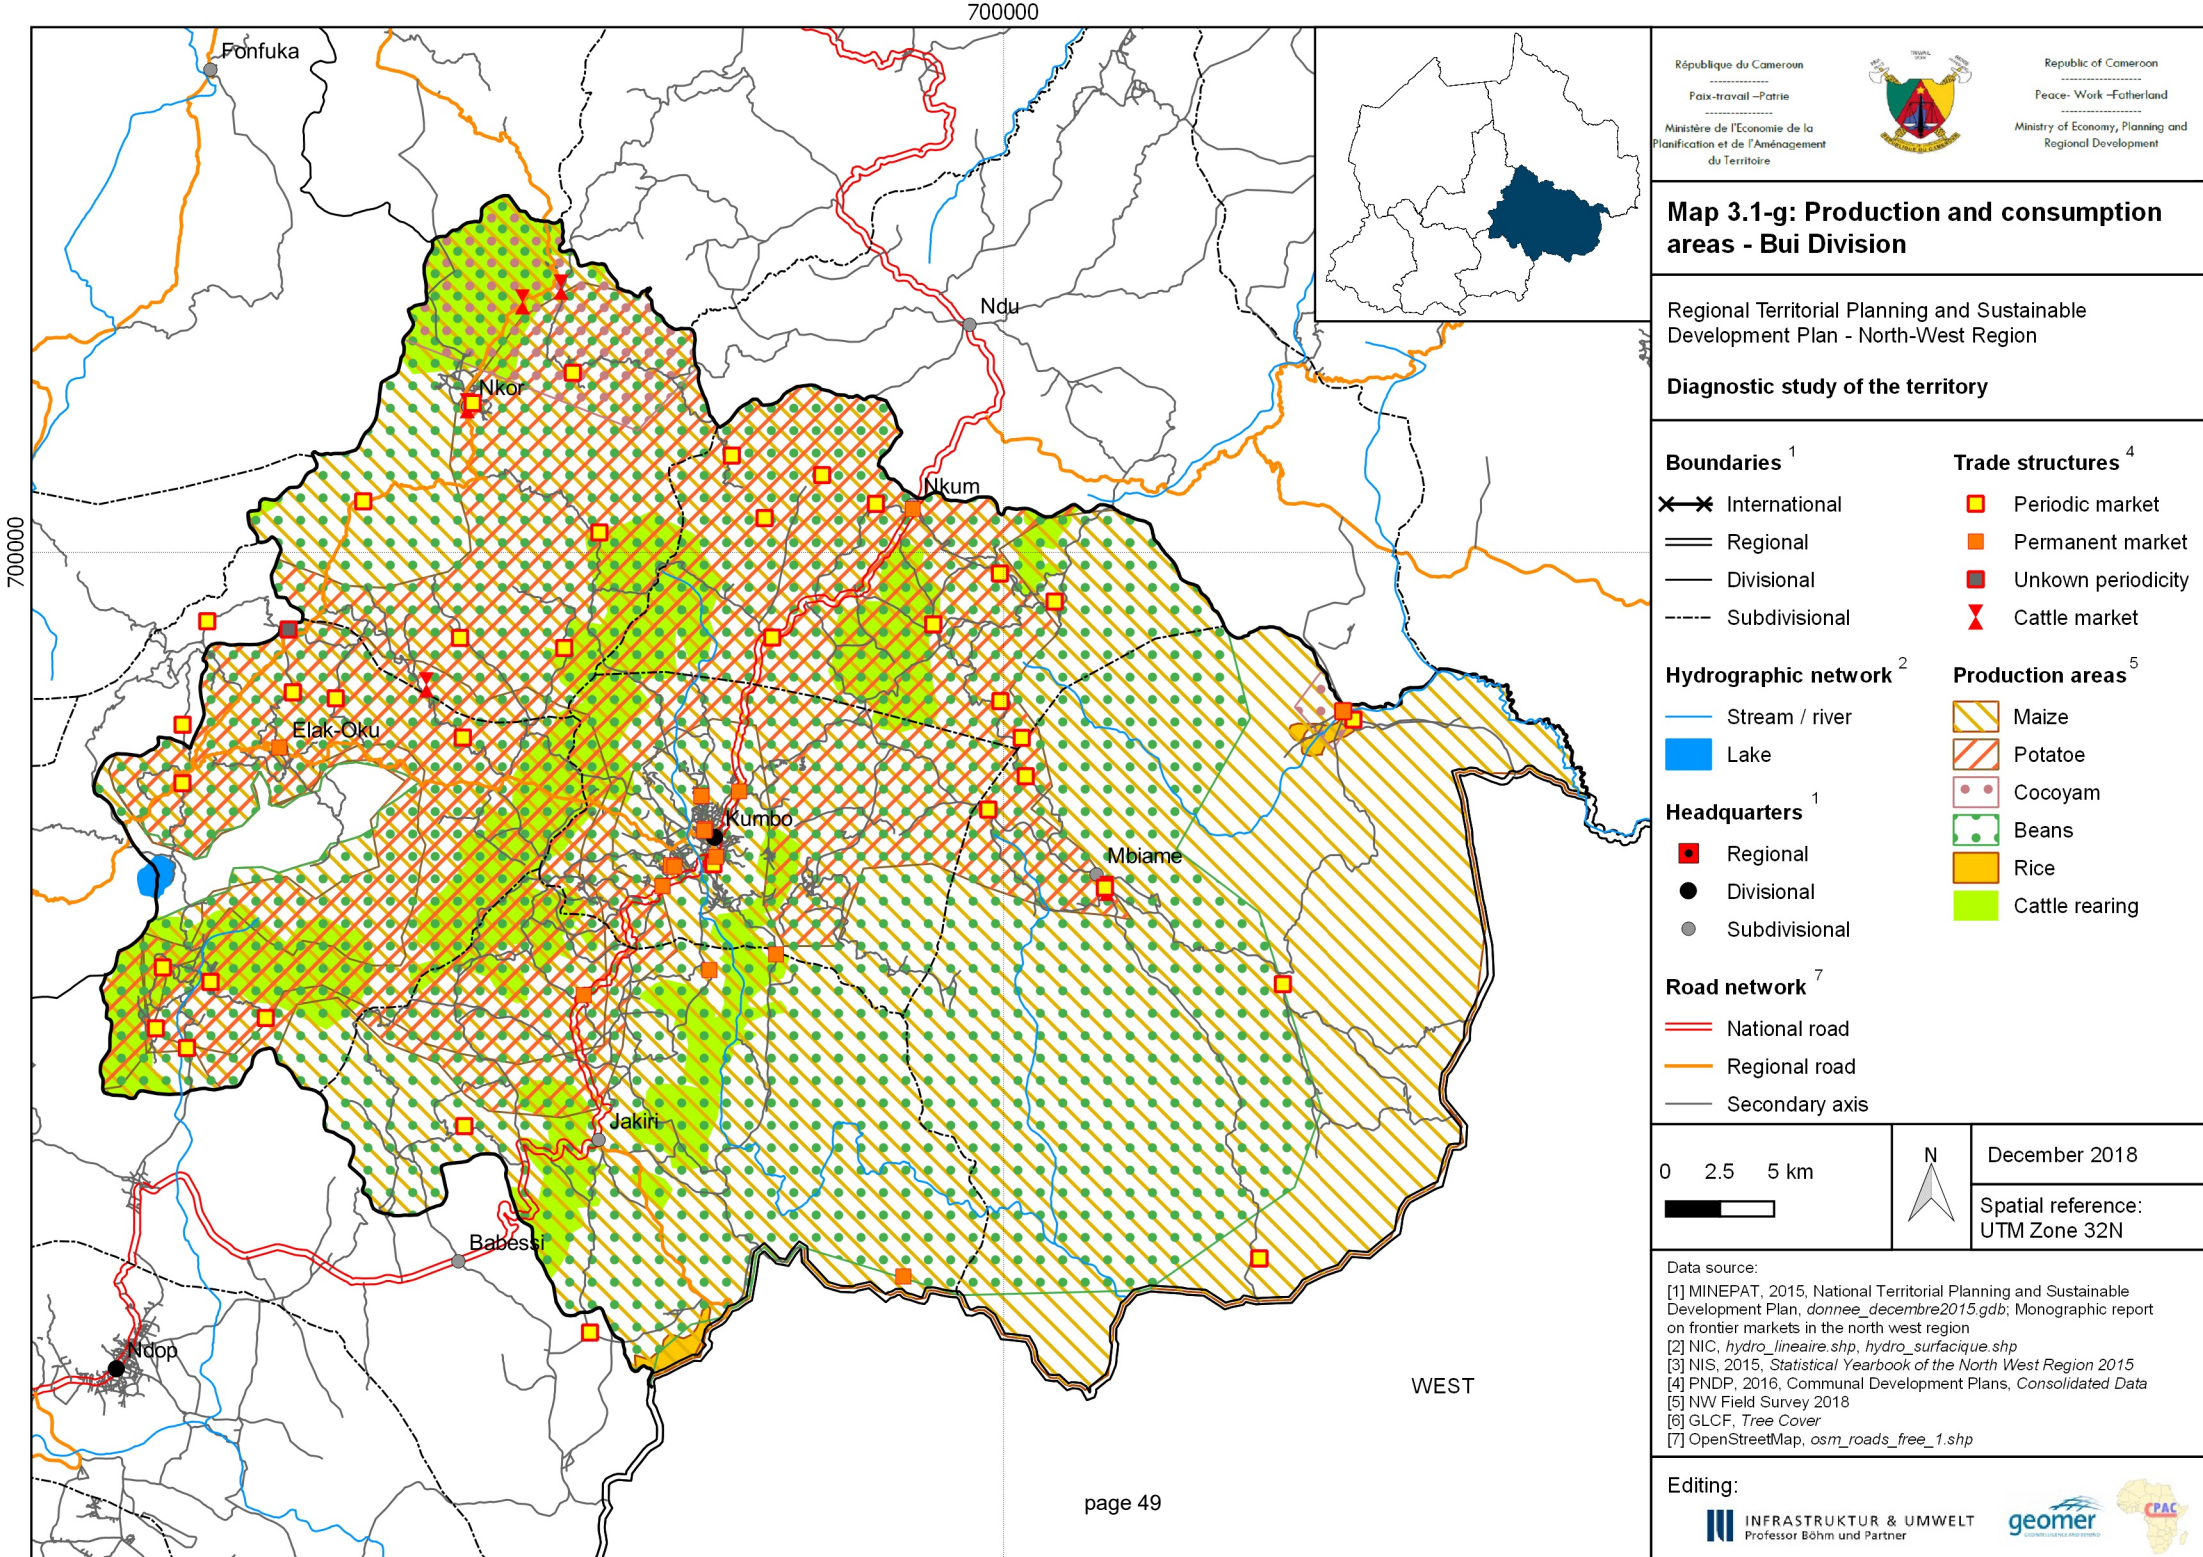 700000
700000
Fonfuka
Ndu
Nkor
Nkum
Elak-Oku
Kumbo
Mbiame
Jakiri
Babessi
Ndop
WEST
page 49
République du Cameroun
Paix-travail –Patrie
Ministère de l'Economie de la
Planification et de l'Aménagement
du Territoire
Republic of Cameroon
Peace- Work –Fatherland
Ministry of Economy, Planning and
Regional Development
Map 3.1-g: Production and consumption
areas - Bui Division
Regional Territorial Planning and Sustainable
Development Plan - North-West Region
Diagnostic study of the territory
Boundaries 1
International
Regional
Divisional
Subdivisional
Hydrographic network 2
Stream / river
Lake
Headquarters 1
Regional
Divisional
Subdivisional
Road network 7
National road
Regional road
Secondary axis
Trade structures 4
Periodic market
Permanent market
Unkown periodicity
Cattle market
Production areas 5
Maize
Potatoe
Cocoyam
Beans
Rice
Cattle rearing
0 2.5 5 km
N
December 2018
Spatial reference:
UTM Zone 32N
Data source:
[1] MINEPAT, 2015, National Territorial Planning and Sustainable
Development Plan, donnee_decembre2015.gdb; Monographic report
on frontier markets in the north west region
[2] NIC, hydro_lineaire.shp, hydro_surfacique.shp
[3] NIS, 2015, Statistical Yearbook of the North West Region 2015
[4] PNDP, 2016, Communal Development Plans, Consolidated Data
[5] NW Field Survey 2018
[6] GLCF, Tree Cover
[7] OpenStreetMap, osm_roads_free_1.shp
Editing:
INFRASTRUKTUR & UMWELT
Professor Böhm und Partner
geomer
CPAC